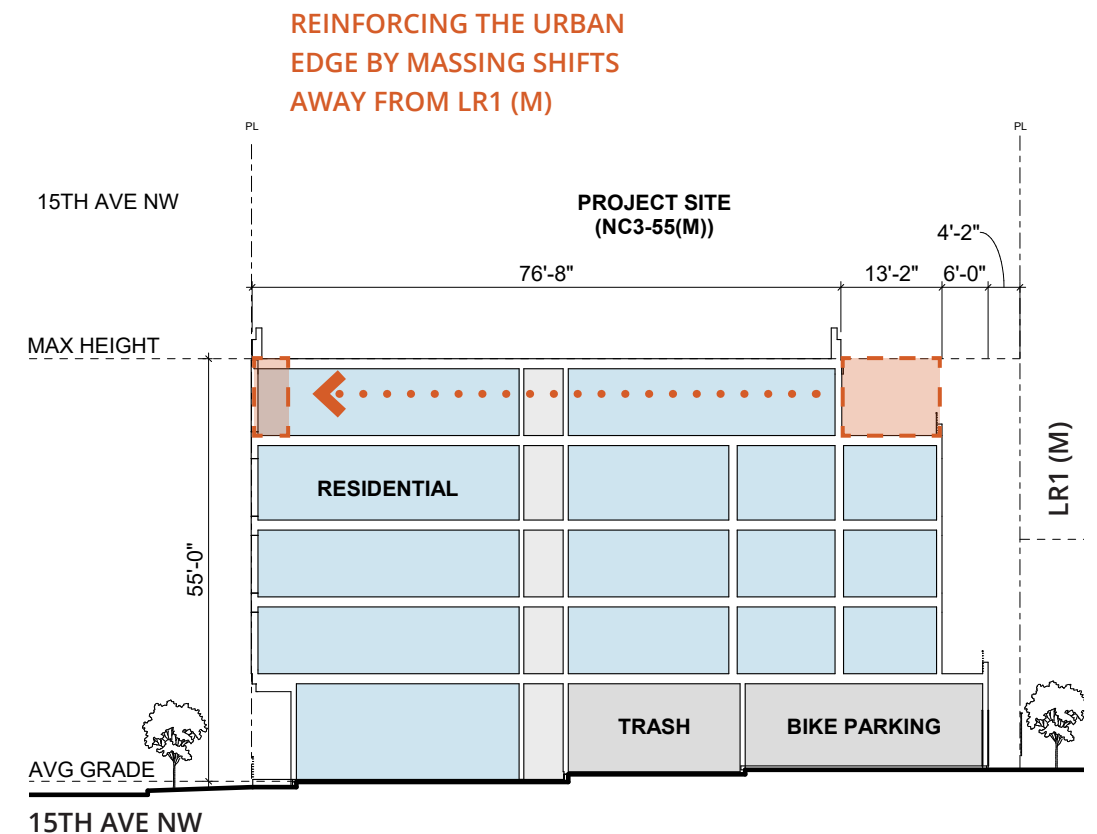 REINFORCING THE URBAN
EDGE BY MASSING SHIFTS
AWAY FROM LR1 (M)
PL
PL
15TH AVE NW
PROJECT SITE
(NC3-55(M))
4'-2"
76'-8"
13'-2"
6'-0"
MAX HEIGHT
LR1 (M)
RESIDENTIAL
55'-0"
TRASH
BIKE PARKING
AVG GRADE
15TH AVE NW